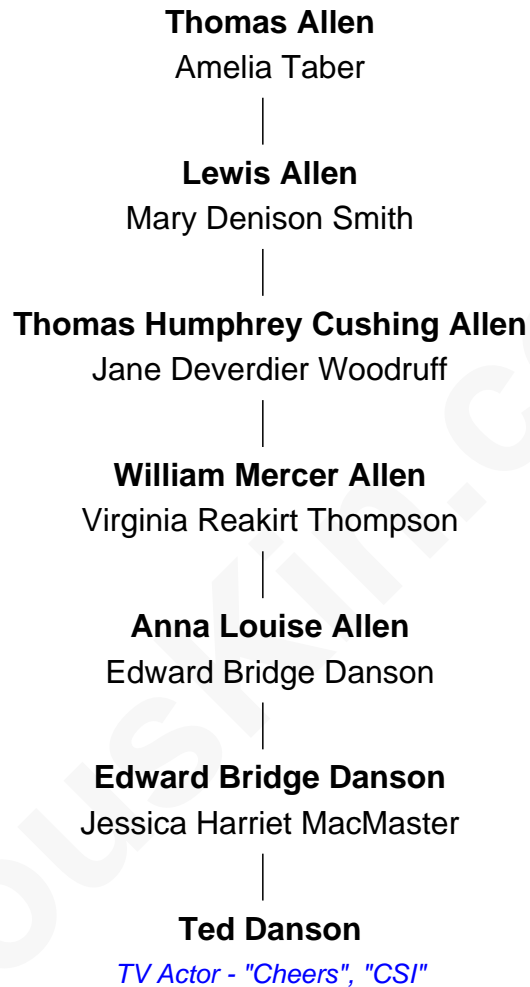 Thomas Allen
Amelia Taber
Lewis Allen
Mary Denison Smith
Thomas Humphrey Cushing Allen
Jane Deverdier Woodruff
William Mercer Allen
Virginia Reakirt Thompson
Anna Louise Allen
Edward Bridge Danson
Edward Bridge Danson
Jessica Harriet MacMaster
Ted Danson
TV Actor - "Cheers", "CSI"